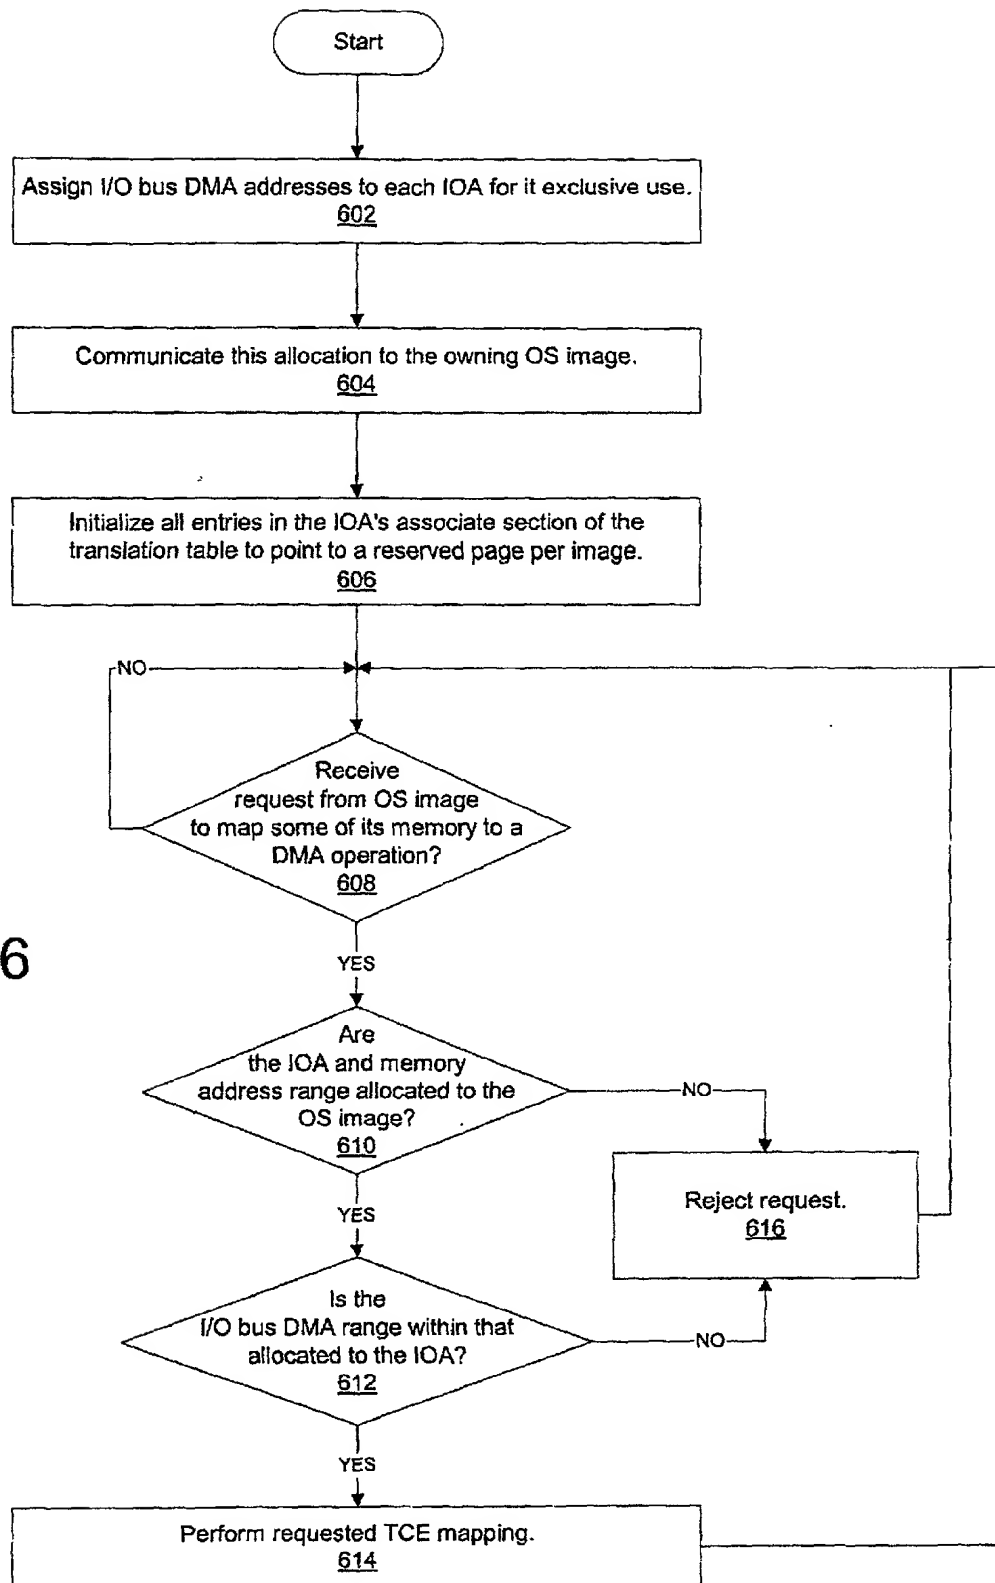 Start
Assign I/O bus DMA addresses to each IOA for it exclusive use.
602
Communicate this allocation to the owning OS image.
604
Initialize all entries in the IOA's associate section of the
translation table to point to a reserved page per image.
606
NO
Receive
request from OS image
to map some of its memory to a
DMA operation?
608
6
YES
Are
the IOA and memory
address range allocated to the
OS image?
610
NO
YES
Reject request.
616
Is the
I/O bus DMA range within that
allocated to the IOA?
612
NO
YES
Perform requested TCE mapping.
614